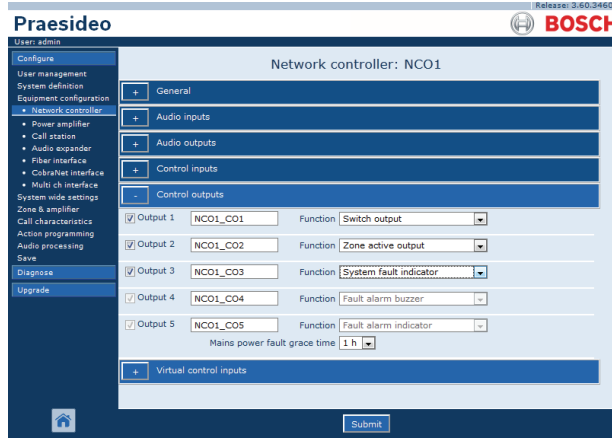 Release: 3.60.3460
Praesideo
BOSCH
User: admin
Configure
User management
System definition
Equipment configuration
• Network controller
• Power amplifier
• Call station
• Audio expander
• Fiber interface
• CobraNet interface
• Multi ch interface
System wide settings
Zone & amplifier
Call characteristics
Action programming
Audio processing
Save
Diagnose
Upgrade
Network controller: NCO1
+ General
+ Audio inputs
+ Audio outputs
+ Control inputs
- Control outputs
Output 1 NCO1_CO1 Function Switch output
Output 2 NCO1_CO2 Function Zone active output
Output 3 NCO1_CO3 Function System fault indicator
Output 4 NCO1_CO4 Function Fault alarm buzzer
Output 5 NCO1_CO5 Function Fault alarm indicator
Mains power fault grace time 1 h
+ Virtual control inputs
Submit